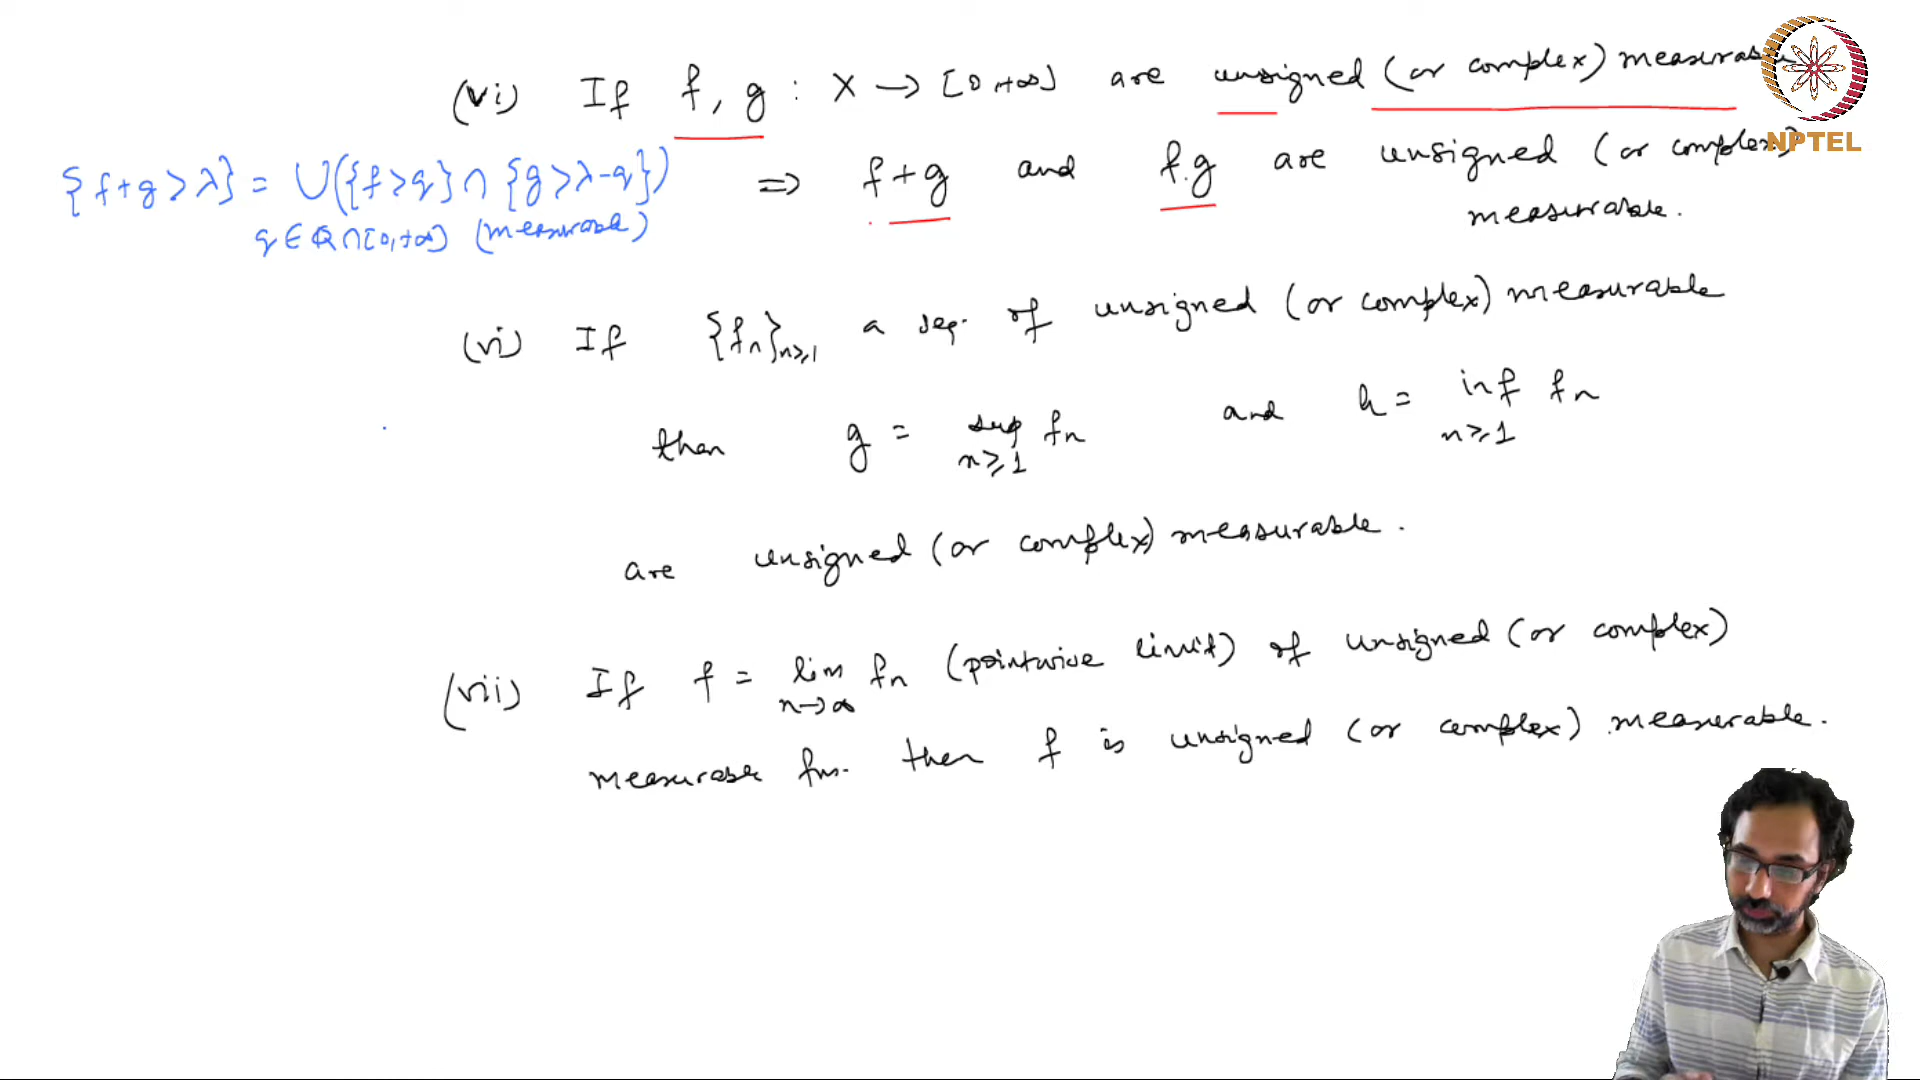 (vi) If f, g : X → [0,+∞] are unsigned (or complex) measurable
NPTEL
{f+g > λ} = ∪({f>q} ∩ {g>λ-q}) ⇒ f+g and f.g are unsigned (or complex)
q ∈ ℚ∩[0,+∞] (measurable) measurable.
(vi) If {fn}n≥1 a seq. of unsigned (or complex) measurable
then g = sup fn and h = inf fn
n≥1 n≥1
are unsigned (or complex) measurable.
(vii) If f = lim fn (pointwise limit) of unsigned (or complex)
n→∞
measurable fns. then f is unsigned (or complex) measurable.